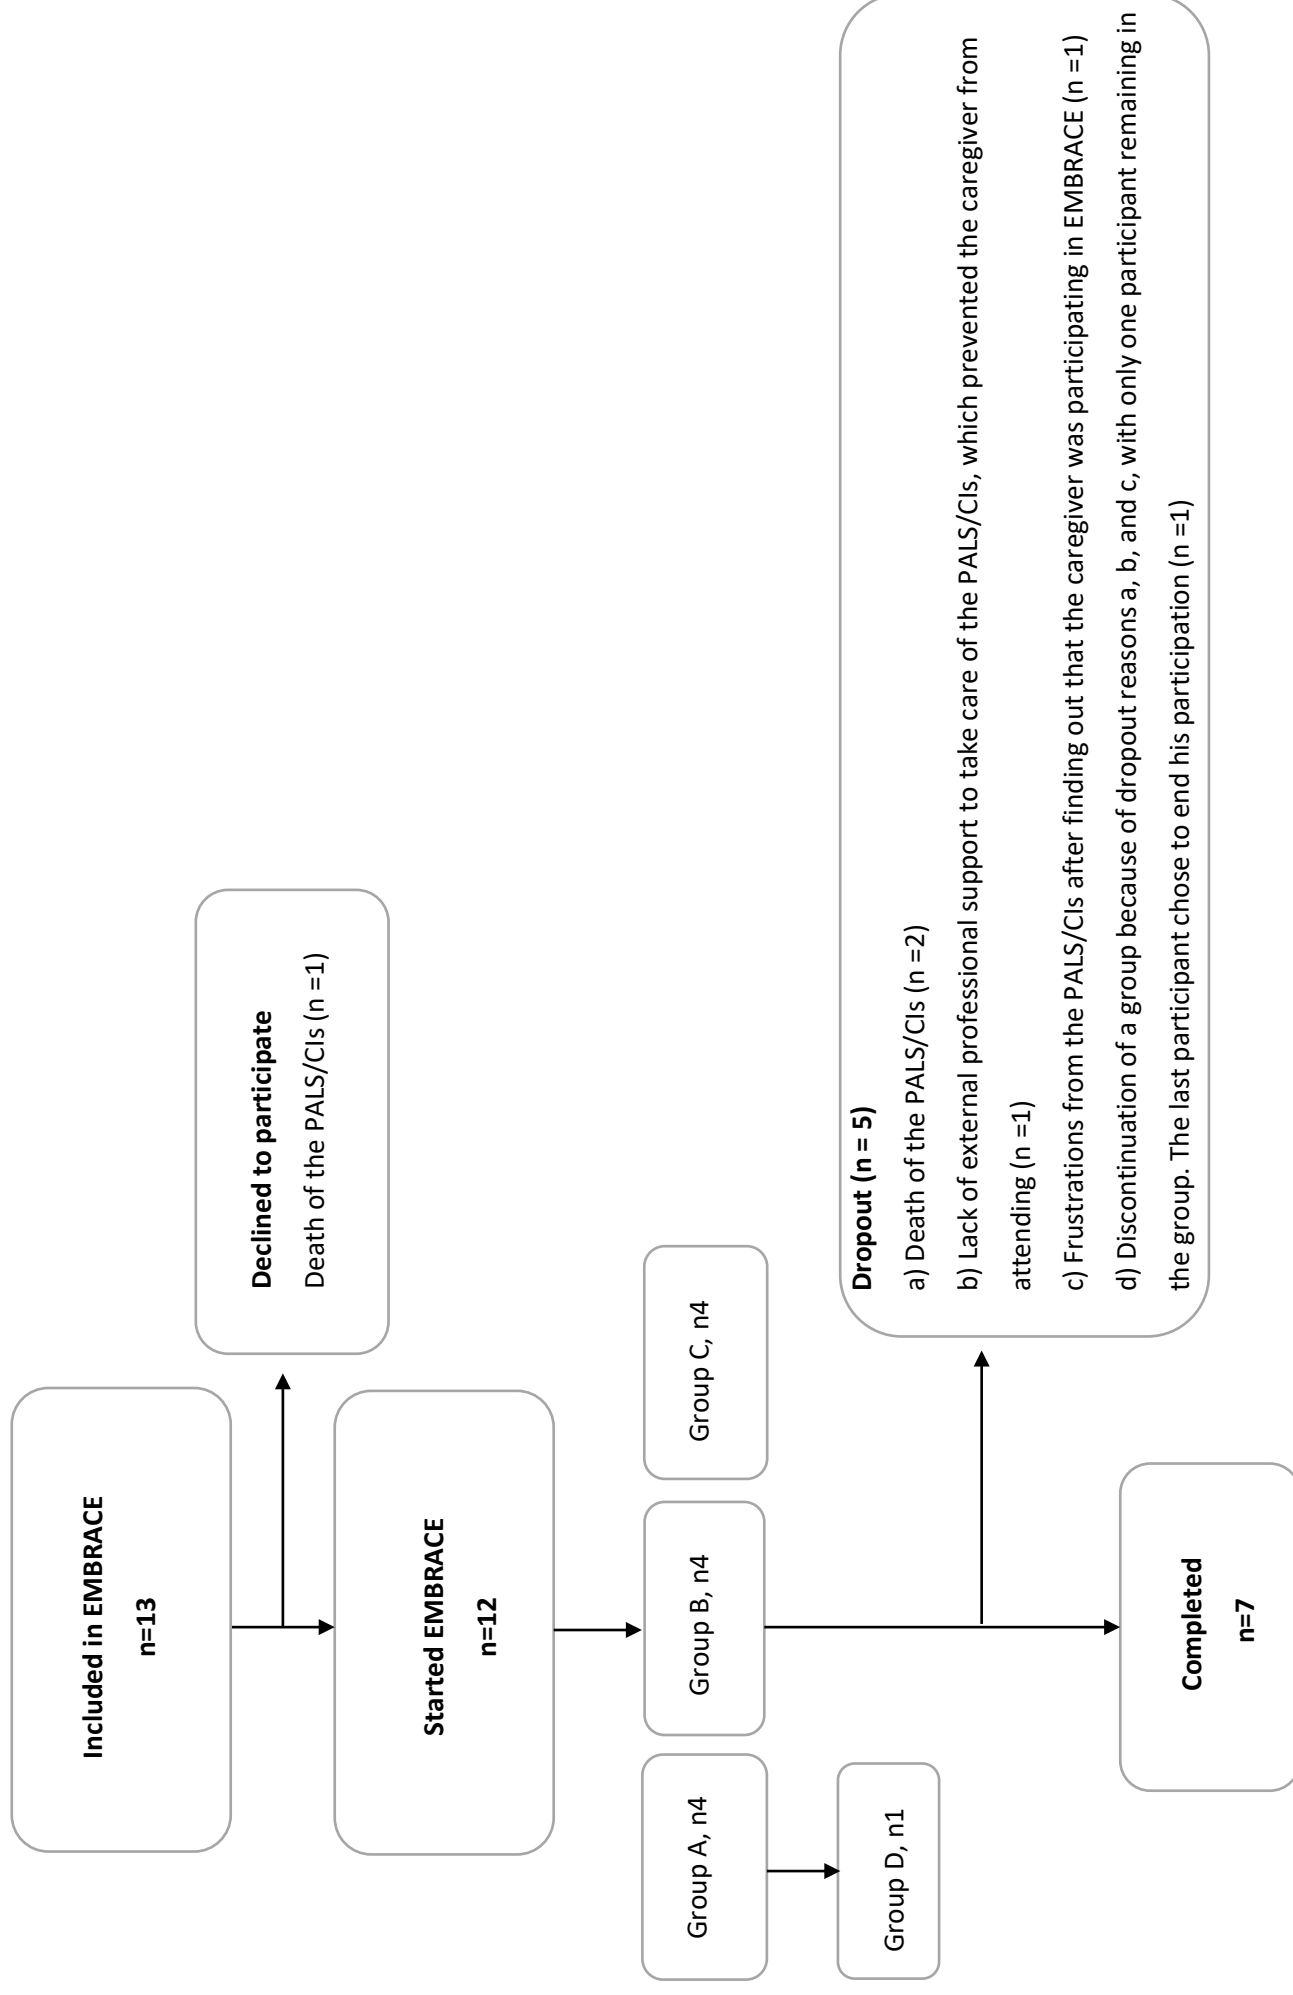 Included in EMBRACE
n=13
Declined to participate
Death of the PALS/CIs (n =1)
Started EMBRACE
n=12
Group A, n4
Group B, n4
Group C, n4
Group D, n1
Dropout (n = 5)
a) Death of the PALS/CIs (n =2)
b) Lack of external professional support to take care of the PALS/CIs, which prevented the caregiver from
attending (n =1)
c) Frustrations from the PALS/CIs after finding out that the caregiver was participating in EMBRACE (n =1)
d) Discontinuation of a group because of dropout reasons a, b, and c, with only one participant remaining in
the group. The last participant chose to end his participation (n =1)
Completed
n=7